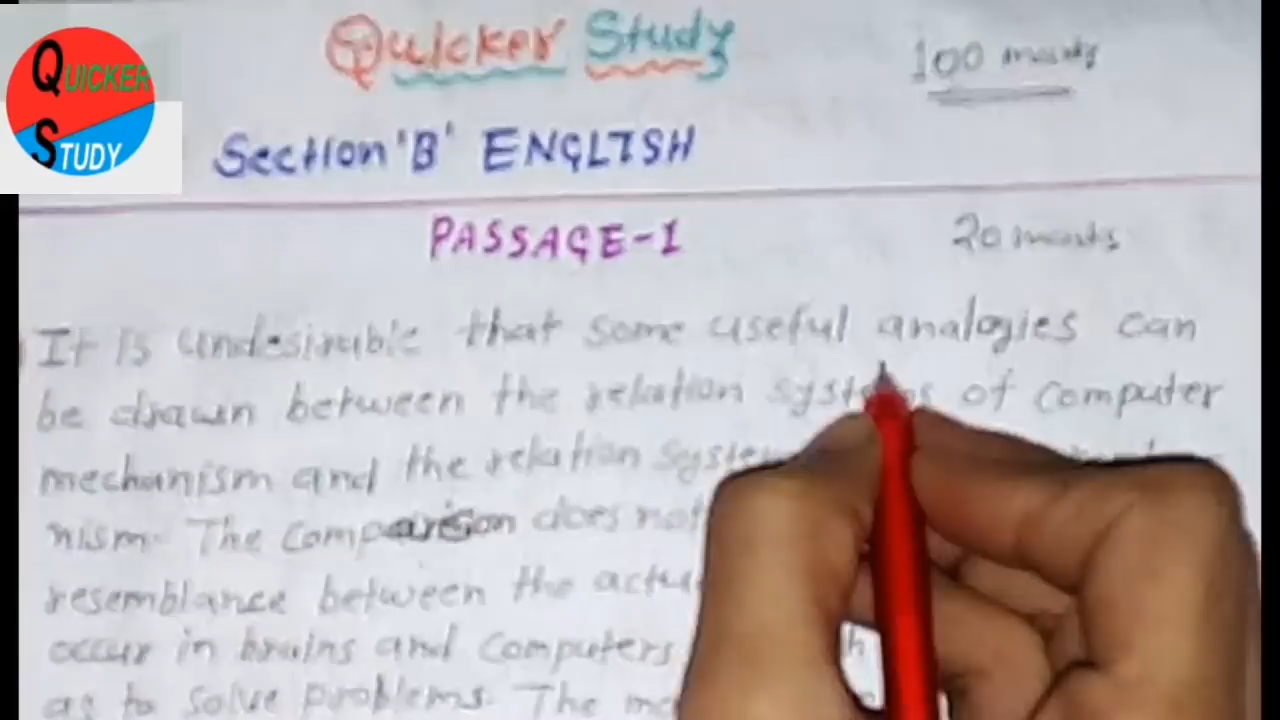 QUICKER
STUDY
Quicker Study
100 marks
Section 'B' ENGLISH
PASSAGE-1
20 marks
It is undesirable that some useful analogies can
be drawn between the relation systems of computer
mechanism and the relation
nism. The comparison does not
resemblance between the
occur in brains and computers
as to solve problems. The